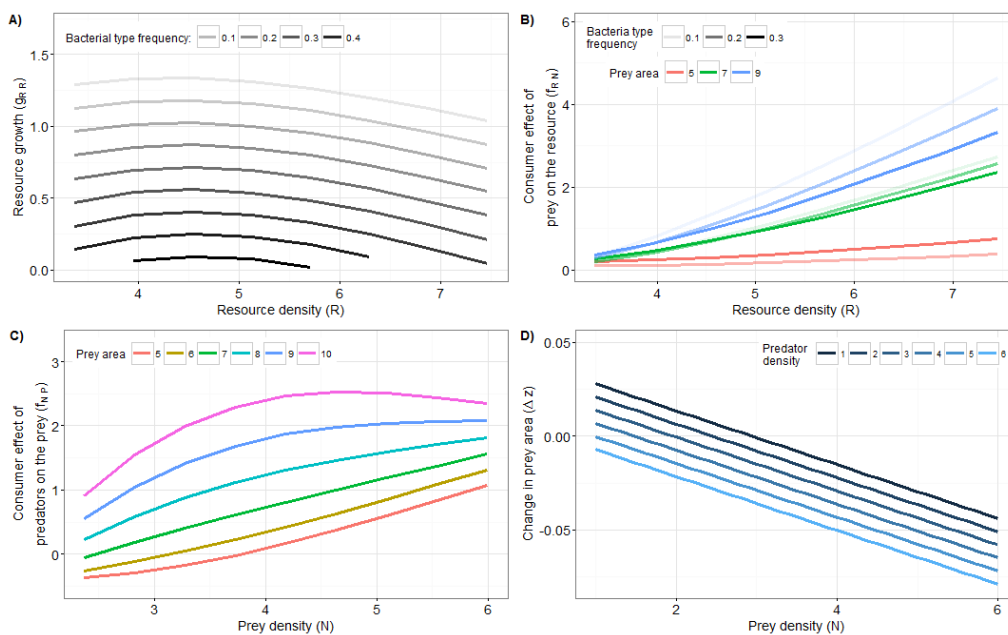 A)
Bacterial type frequency: 0.1 0.2 0.3 0.4
Resource growth (g R R)
1.5
1.0
0.5
0.0
4 5 6 7
Resource density (R)
B)
Bacteria type
frequency
0.1 0.2 0.3
Prey area 5 7 9
Consumer effect of
prey on the resource (f R N)
6
4
2
0
4 5 6 7
Resource density (R)
C)
Prey area 5 6 7 8 9 10
Consumer effect of
predators on the prey (f N P)
3
2
1
0
3 4 5 6
Prey density (N)
D)
Predator
density
1 2 3 4 5 6
Change in prey area (Δ z)
0.05
0.00
-0.05
2 4 6
Prey density (N)